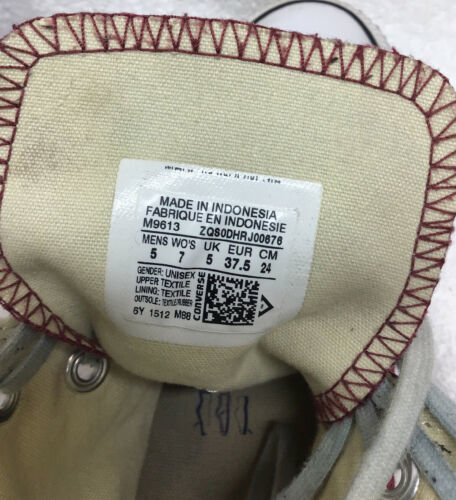 MADE IN INDONESIA
FABRIQUE EN INDONESIE
M9613 ZQS0DHRJ00676
MENS WO'S UK EUR CM
5 7 5 37.5 24
GENDER: UNISEX
UPPER: TEXTILE
LINING: TEXTILE
OUTSOLE: TEXTILE/RUBBER
6Y 1512 M88
CONVERSE